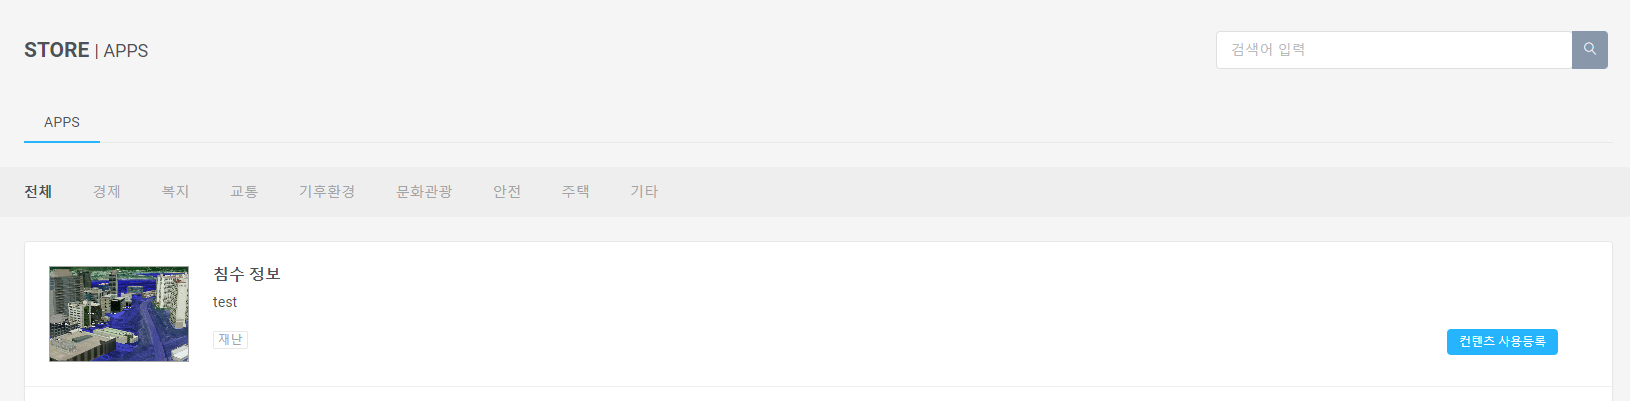 STORE | APPS
검색어 입력
APPS
전체 경제 복지 교통 기후환경 문화관광 안전 주택 기타
침수 정보
test
재난
컨텐츠 사용등록